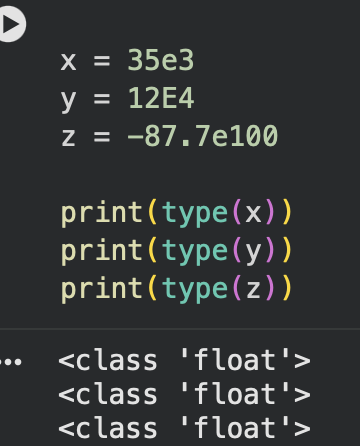 x = 35e3
y = 12E4
z = -87.7e100
print(type(x))
print(type(y))
print(type(z))
<class 'float'>
<class 'float'>
<class 'float'>